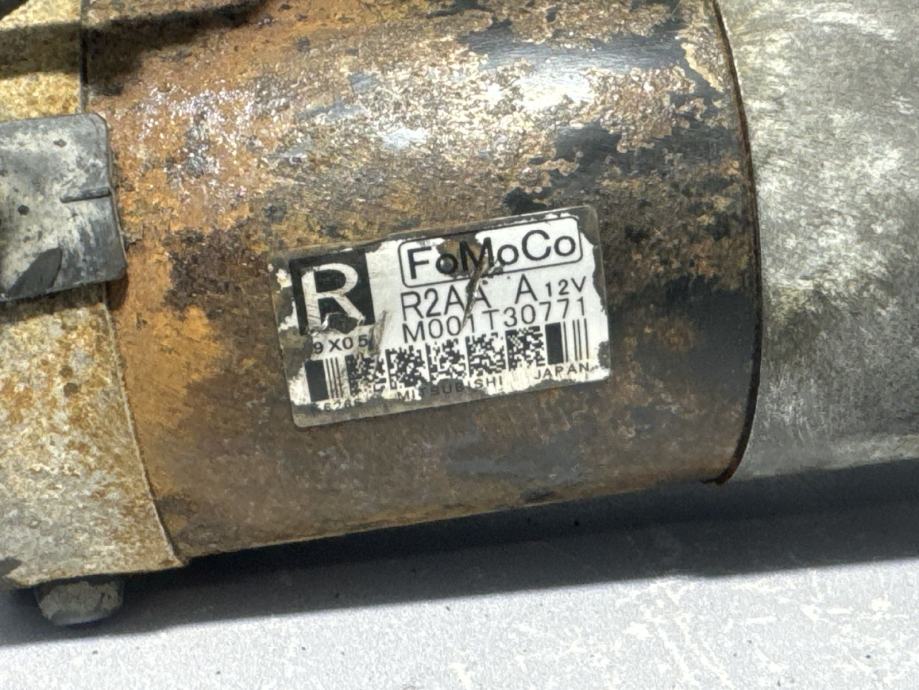 FoMoCo
R
R2AA A 12V
M001T30771
9X05
MITSUBISHI JAPAN